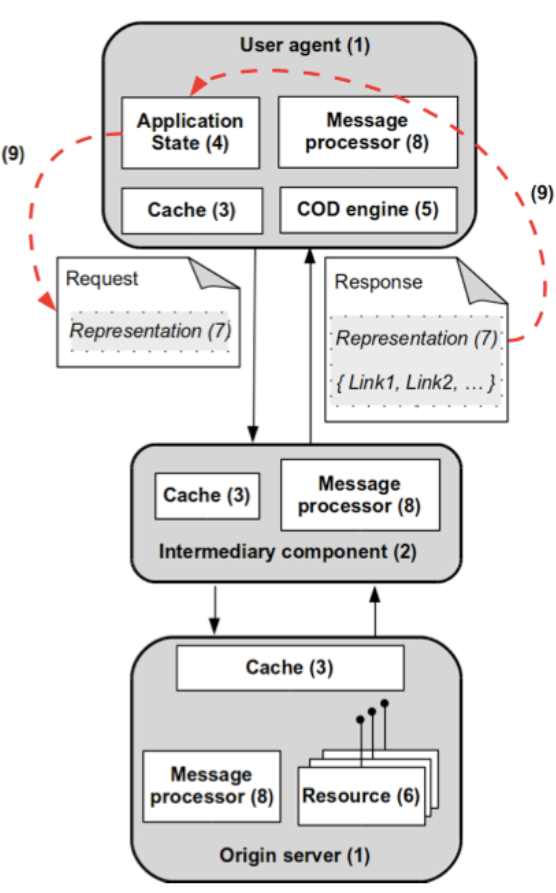 User agent (1)
Application
State (4)
Message
processor (8)
(9)
(9)
Cache (3)
COD engine (5)
Request
Representation (7)
Response
Representation (7)
{ Link1, Link2, ... }
Cache (3)
Message
processor (8)
Intermediary component (2)
Cache (3)
Message
processor (8)
Resource (6)
Origin server (1)